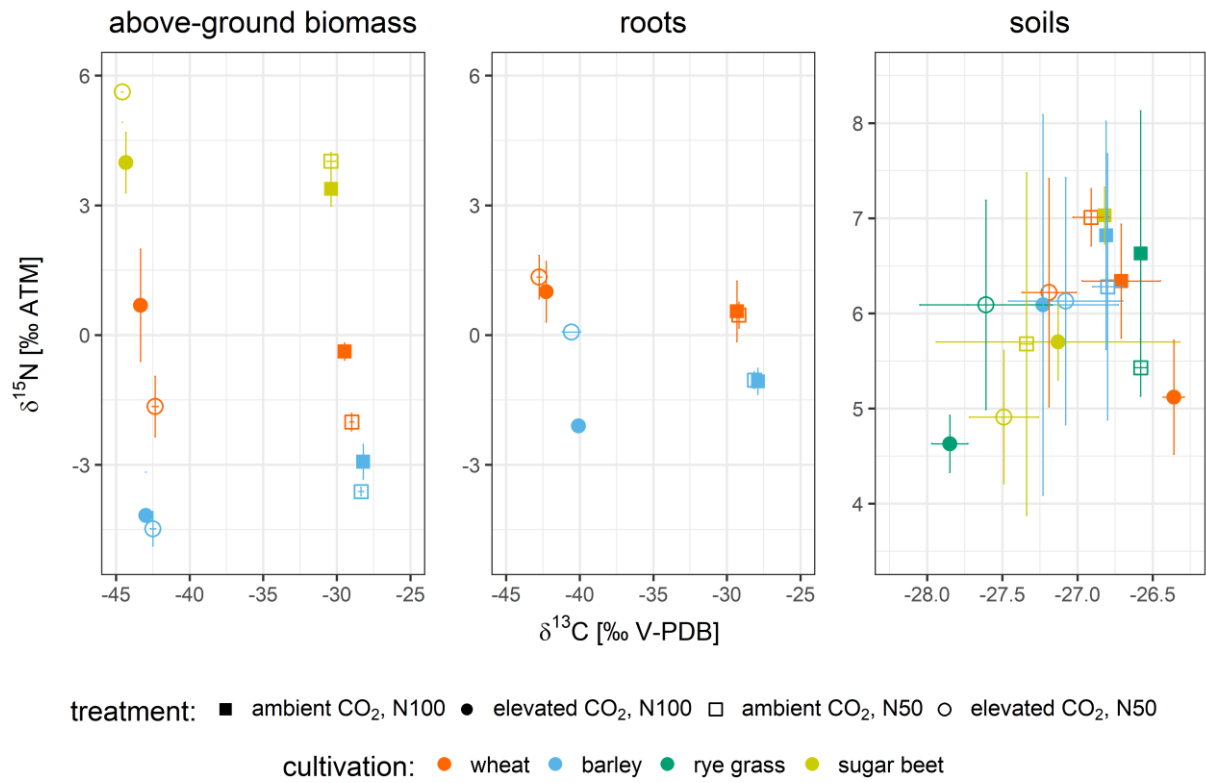 above-ground biomass
roots
soils
δ¹⁵N [‰ ATM]
6
3
0
-3
6
3
0
-3
8
7
6
5
4
-45 -40 -35 -30 -25
-45 -40 -35 -30 -25
-28.0 -27.5 -27.0 -26.5
δ¹³C [‰ V-PDB]
treatment: ambient CO₂, N100 elevated CO₂, N100 ambient CO₂, N50 elevated CO₂, N50
cultivation: wheat barley rye grass sugar beet